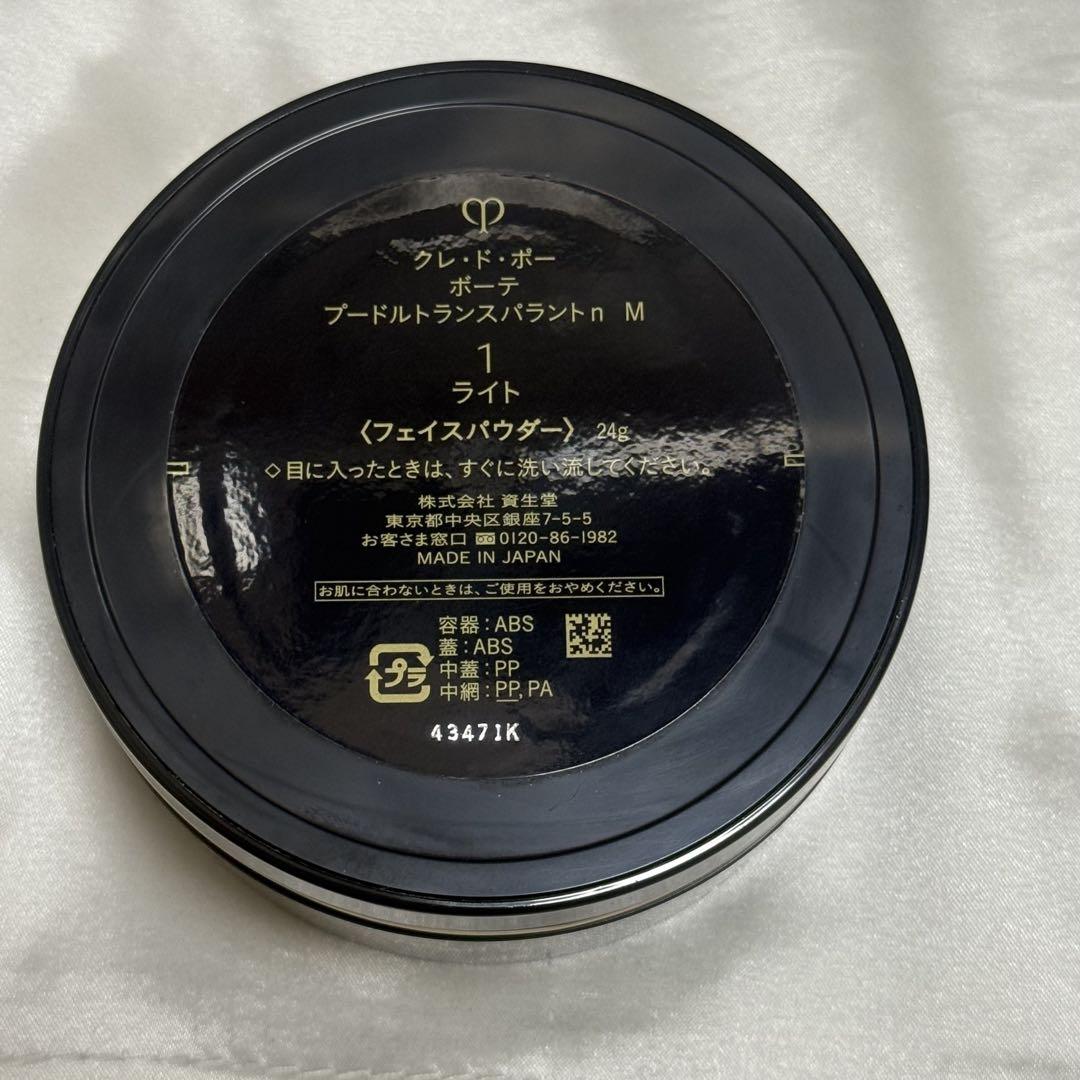 クレ・ド・ポー
ボーテ
プードルトランスパラントn M
1
ライト
〈フェイスパウダー〉 24g
◇目に入ったときは、すぐに洗い流してください。
株式会社 資生堂
東京都中央区銀座7-5-5
お客さま窓口 0120-86-1982
MADE IN JAPAN
お肌に合わないときは、ご使用をおやめください。
容器:ABS
蓋:ABS
中蓋:PP
中網:PP,PA
プラ
43471K